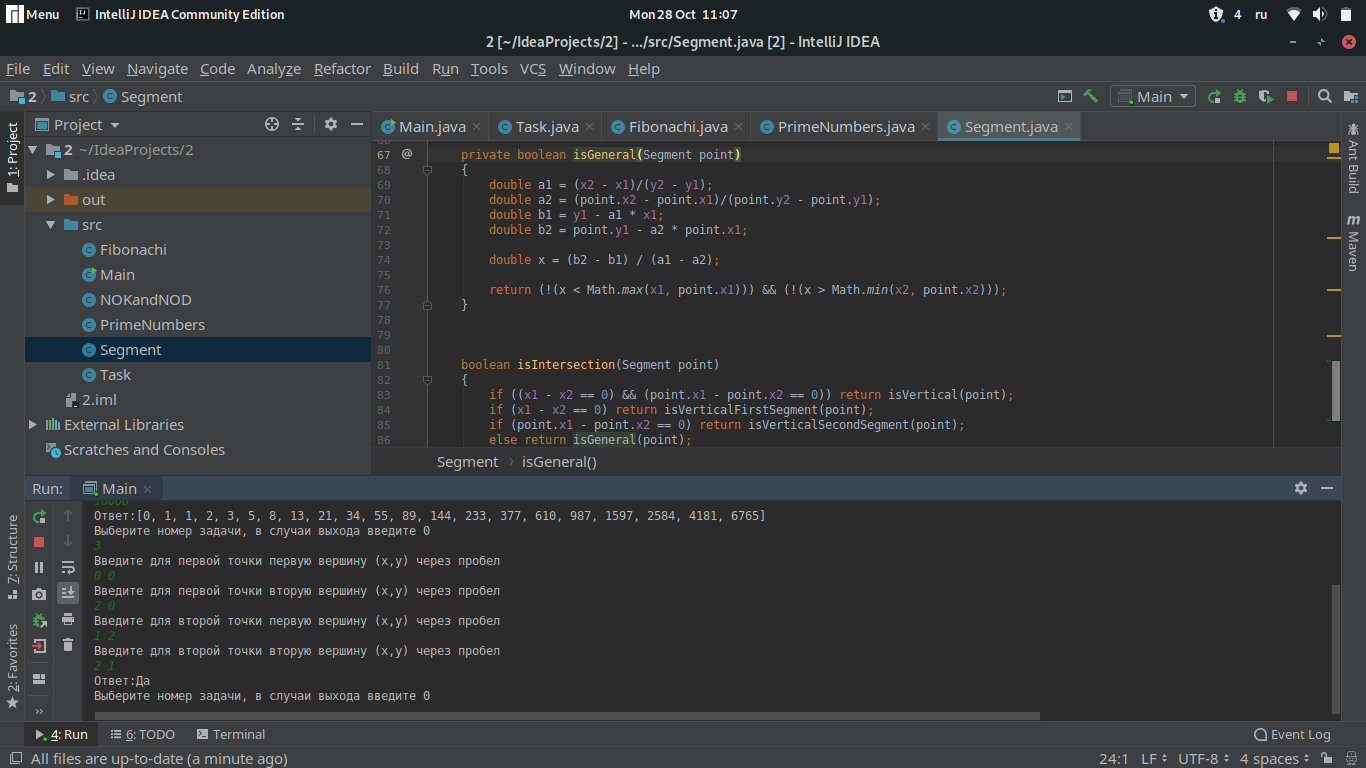 Menu IntelliJ IDEA Community Edition Mon 28 Oct 11:07 4 ru
2 [~/IdeaProjects/2] - .../src/Segment.java [2] - IntelliJ IDEA
File Edit View Navigate Code Analyze Refactor Build Run Tools VCS Window Help
2 src Segment Main
1: Project
7: Structure
2: Favorites
Project
2 ~/IdeaProjects/2
.idea
out
src
Fibonachi
Main
NOKandNOD
PrimeNumbers
Segment
Task
2.iml
External Libraries
Scratches and Consoles
Main.java Task.java Fibonachi.java PrimeNumbers.java Segment.java
67 @ private boolean isGeneral(Segment point)
68 {
69 double a1 = (x2 - x1)/(y2 - y1);
70 double a2 = (point.x2 - point.x1)/(point.y2 - point.y1);
71 double b1 = y1 - a1 * x1;
72 double b2 = point.y1 - a2 * point.x1;
73
74 double x = (b2 - b1) / (a1 - a2);
75
76 return (!(x < Math.max(x1, point.x1))) && (!(x > Math.min(x2, point.x2)));
77 }
78
79
80
81 boolean isIntersection(Segment point)
82 {
83 if ((x1 - x2 == 0) && (point.x1 - point.x2 == 0)) return isVertical(point);
84 if (x1 - x2 == 0) return isVerticalFirstSegment(point);
85 if (point.x1 - point.x2 == 0) return isVerticalSecondSegment(point);
86 else return isGeneral(point);
Segment isGeneral()
Ant Build
m Maven
Run: Main
10000
Ответ:[0, 1, 1, 2, 3, 5, 8, 13, 21, 34, 55, 89, 144, 233, 377, 610, 987, 1597, 2584, 4181, 6765]
Выберите номер задачи, в случаи выхода введите 0
3
Введите для первой точки первую вершину (x,y) через пробел
0 0
Введите для первой точки вторую вершину (x,y) через пробел
2 0
Введите для второй точки первую вершину (x,y) через пробел
1 2
Введите для второй точки вторую вершину (x,y) через пробел
2 1
Ответ:Да
Выберите номер задачи, в случаи выхода введите 0
4: Run 6: TODO Terminal Event Log
All files are up-to-date (a minute ago) 24:1 LF UTF-8 4 spaces